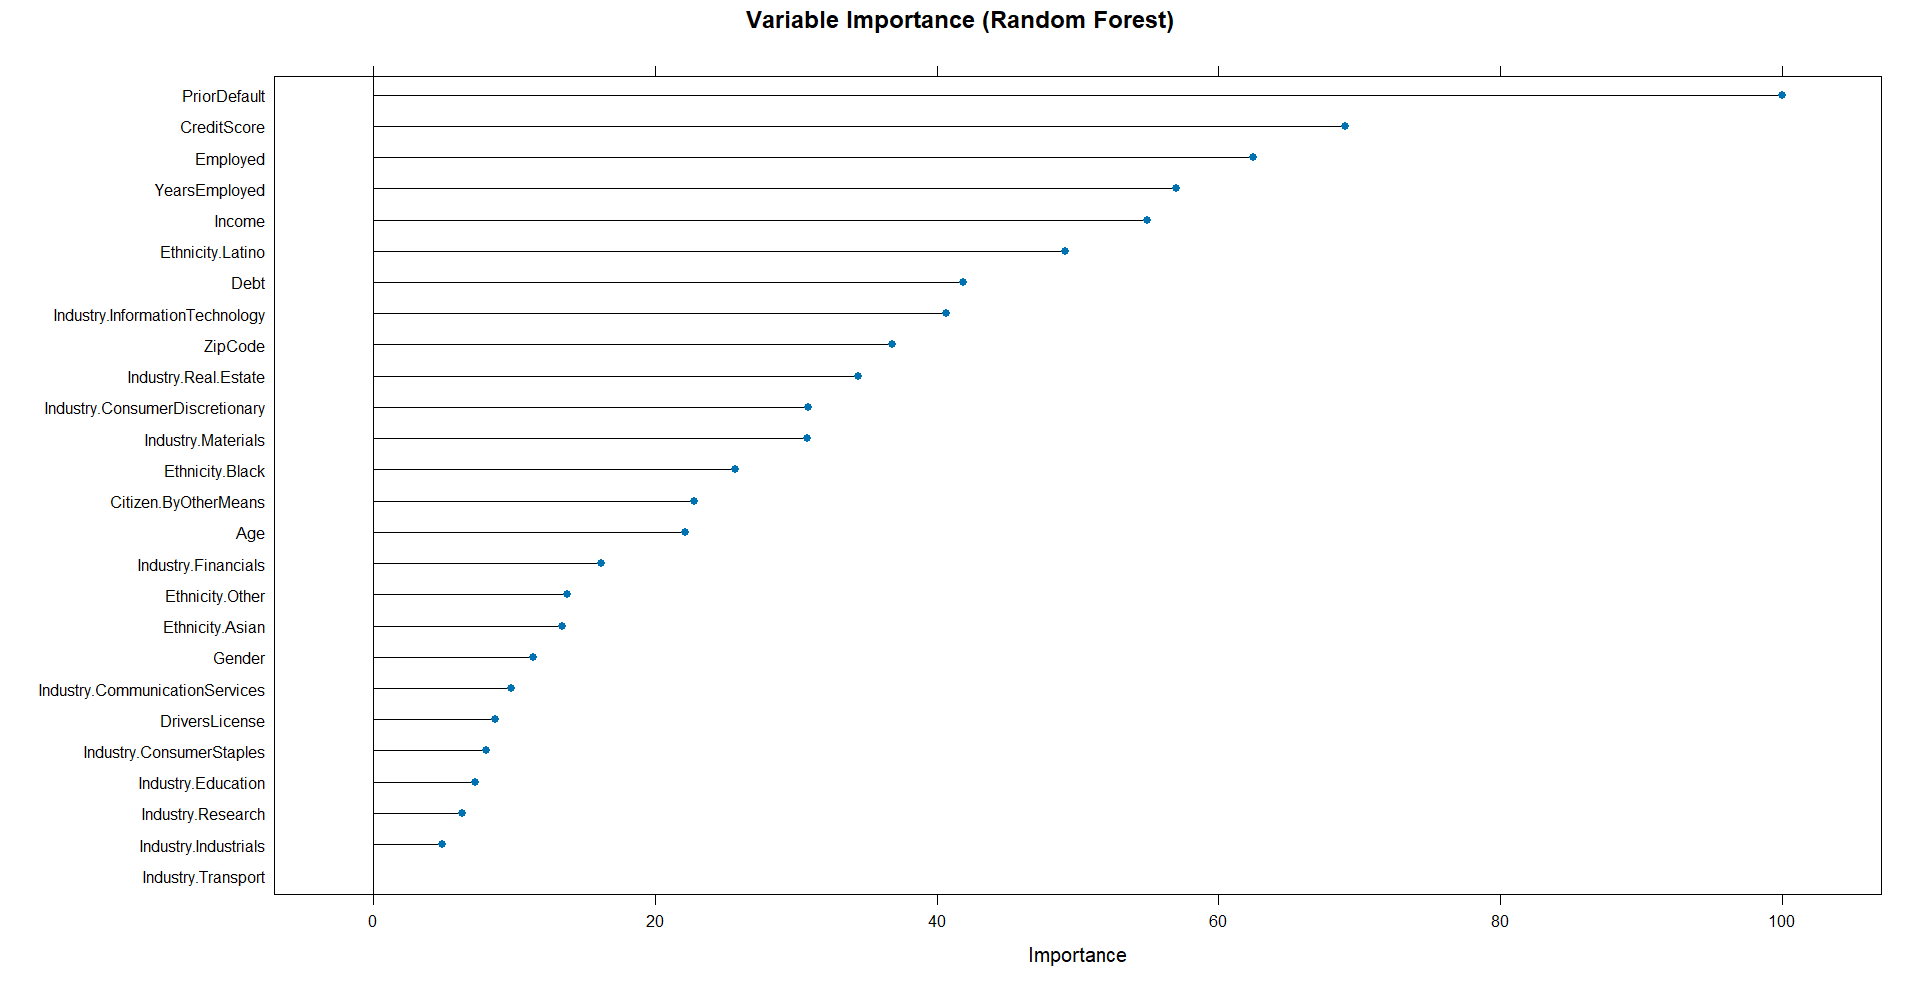 Variable Importance (Random Forest)
PriorDefault
CreditScore
Employed
YearsEmployed
Income
Ethnicity.Latino
Debt
Industry.InformationTechnology
ZipCode
Industry.Real.Estate
Industry.ConsumerDiscretionary
Industry.Materials
Ethnicity.Black
Citizen.ByOtherMeans
Age
Industry.Financials
Ethnicity.Other
Ethnicity.Asian
Gender
Industry.CommunicationServices
DriversLicense
Industry.ConsumerStaples
Industry.Education
Industry.Research
Industry.Industrials
Industry.Transport
0 20 40 60 80 100
Importance